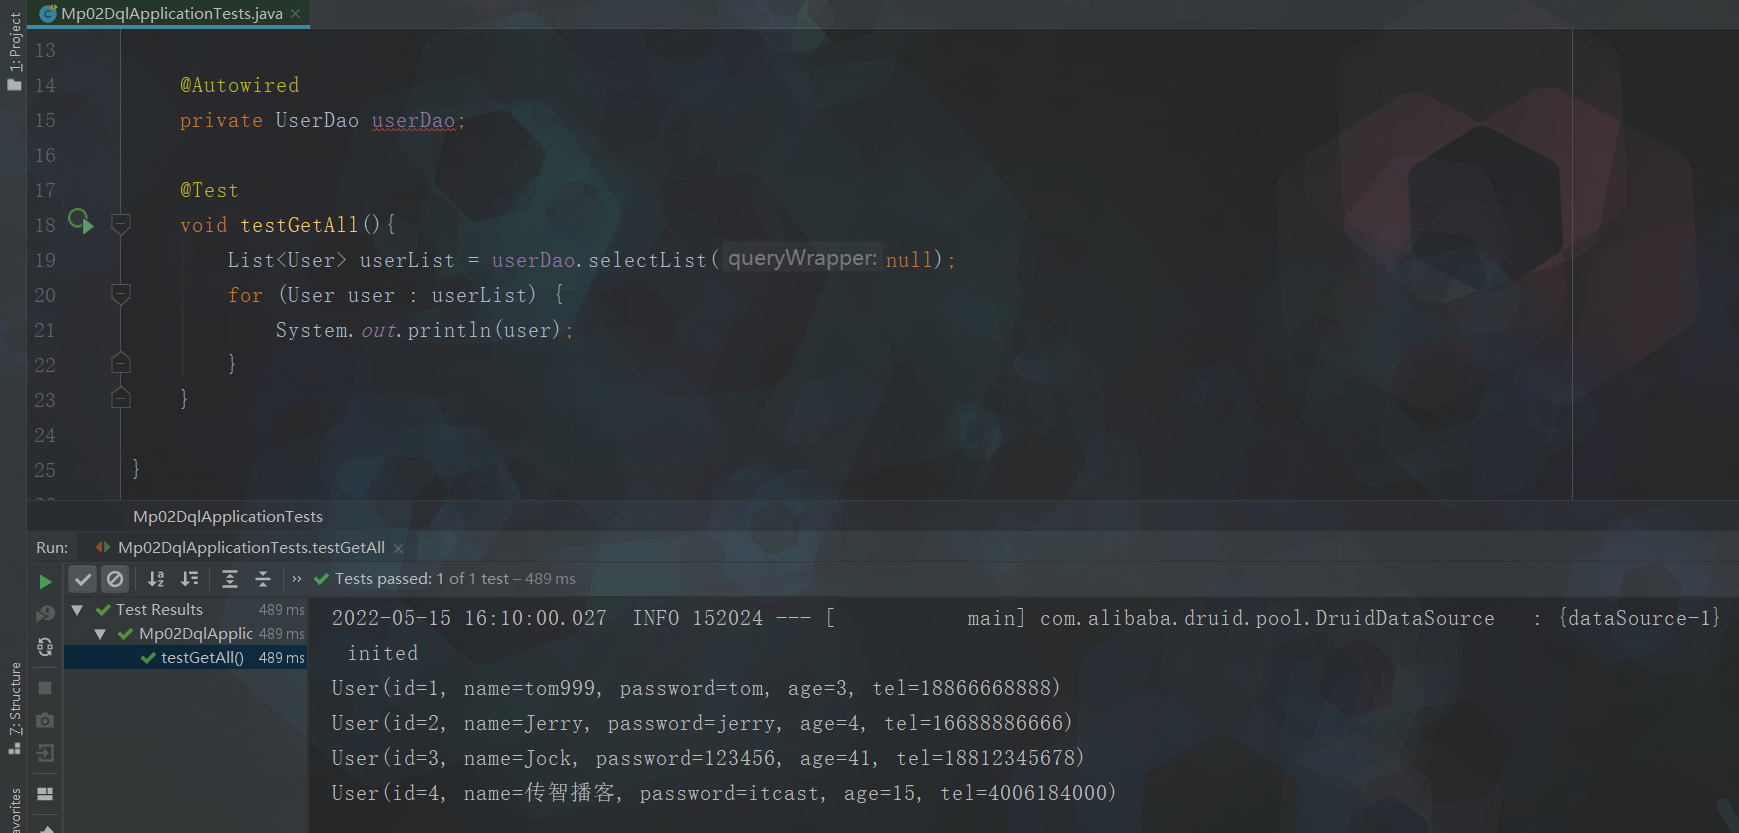 Mp02DqlApplicationTests.java
1: Project
13
14 @Autowired
15 private UserDao userDao;
16
17 @Test
18 void testGetAll(){
19 List<User> userList = userDao.selectList( queryWrapper: null);
20 for (User user : userList) {
21 System.out.println(user);
22 }
23 }
24
25 }
Mp02DqlApplicationTests
Run: Mp02DqlApplicationTests.testGetAll
» Tests passed: 1 of 1 test – 489 ms
Test Results 489 ms
Mp02DqlApplic 489 ms
testGetAll() 489 ms
2022-05-15 16:10:00.027 INFO 152024 --- [ main] com.alibaba.druid.pool.DruidDataSource : {dataSource-1}
inited
User(id=1, name=tom999, password=tom, age=3, tel=18866668888)
User(id=2, name=Jerry, password=jerry, age=4, tel=16688886666)
User(id=3, name=Jock, password=123456, age=41, tel=18812345678)
User(id=4, name=传智播客, password=itcast, age=15, tel=4006184000)
7: Structure
avorites